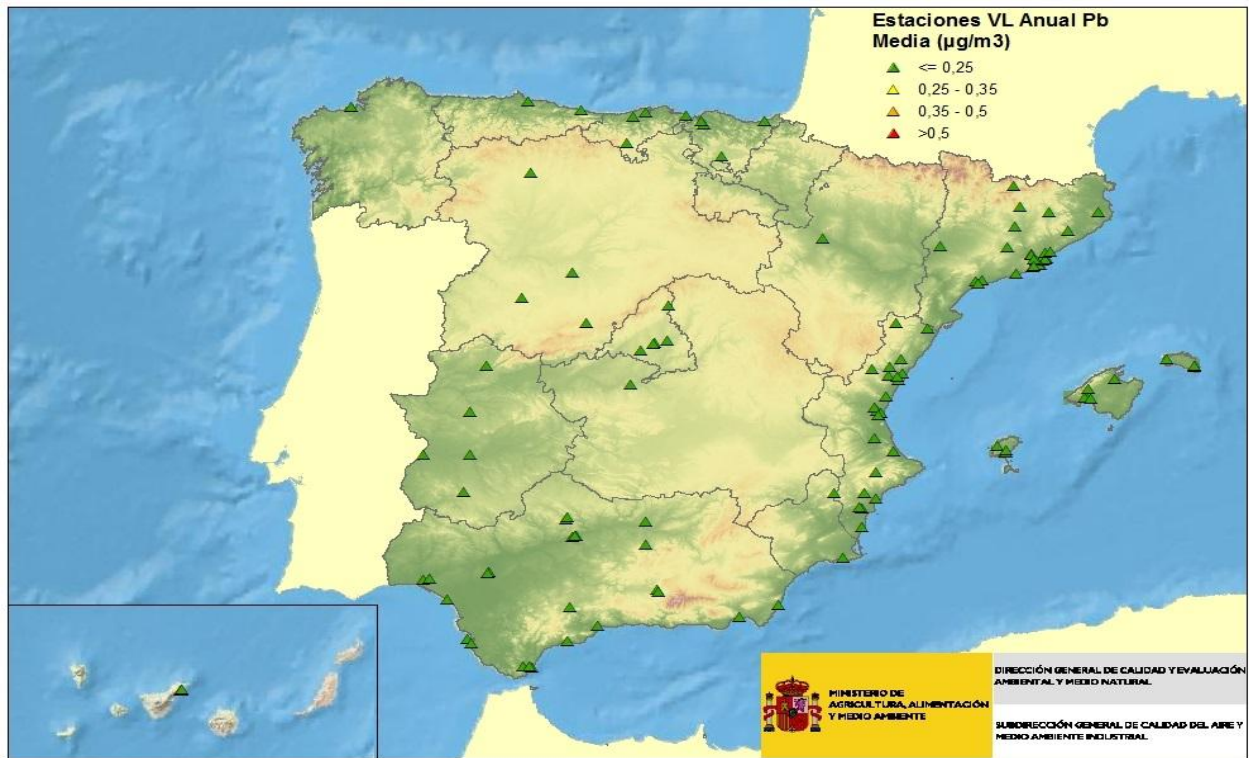 Estaciones VL Anual Pb
Media (µg/m3)
<= 0,25
0,25 - 0,35
0,35 - 0,5
>0,5
MINISTERIO DE
AGRICULTURA, ALIMENTACIÓN
Y MEDIO AMBIENTE
DIRECCIÓN GENERAL DE CALIDAD Y EVALUACIÓN
AMBIENTAL Y MEDIO NATURAL
SUBDIRECCIÓN GENERAL DE CALIDAD DEL AIRE Y
MEDIO AMBIENTE INDUSTRIAL